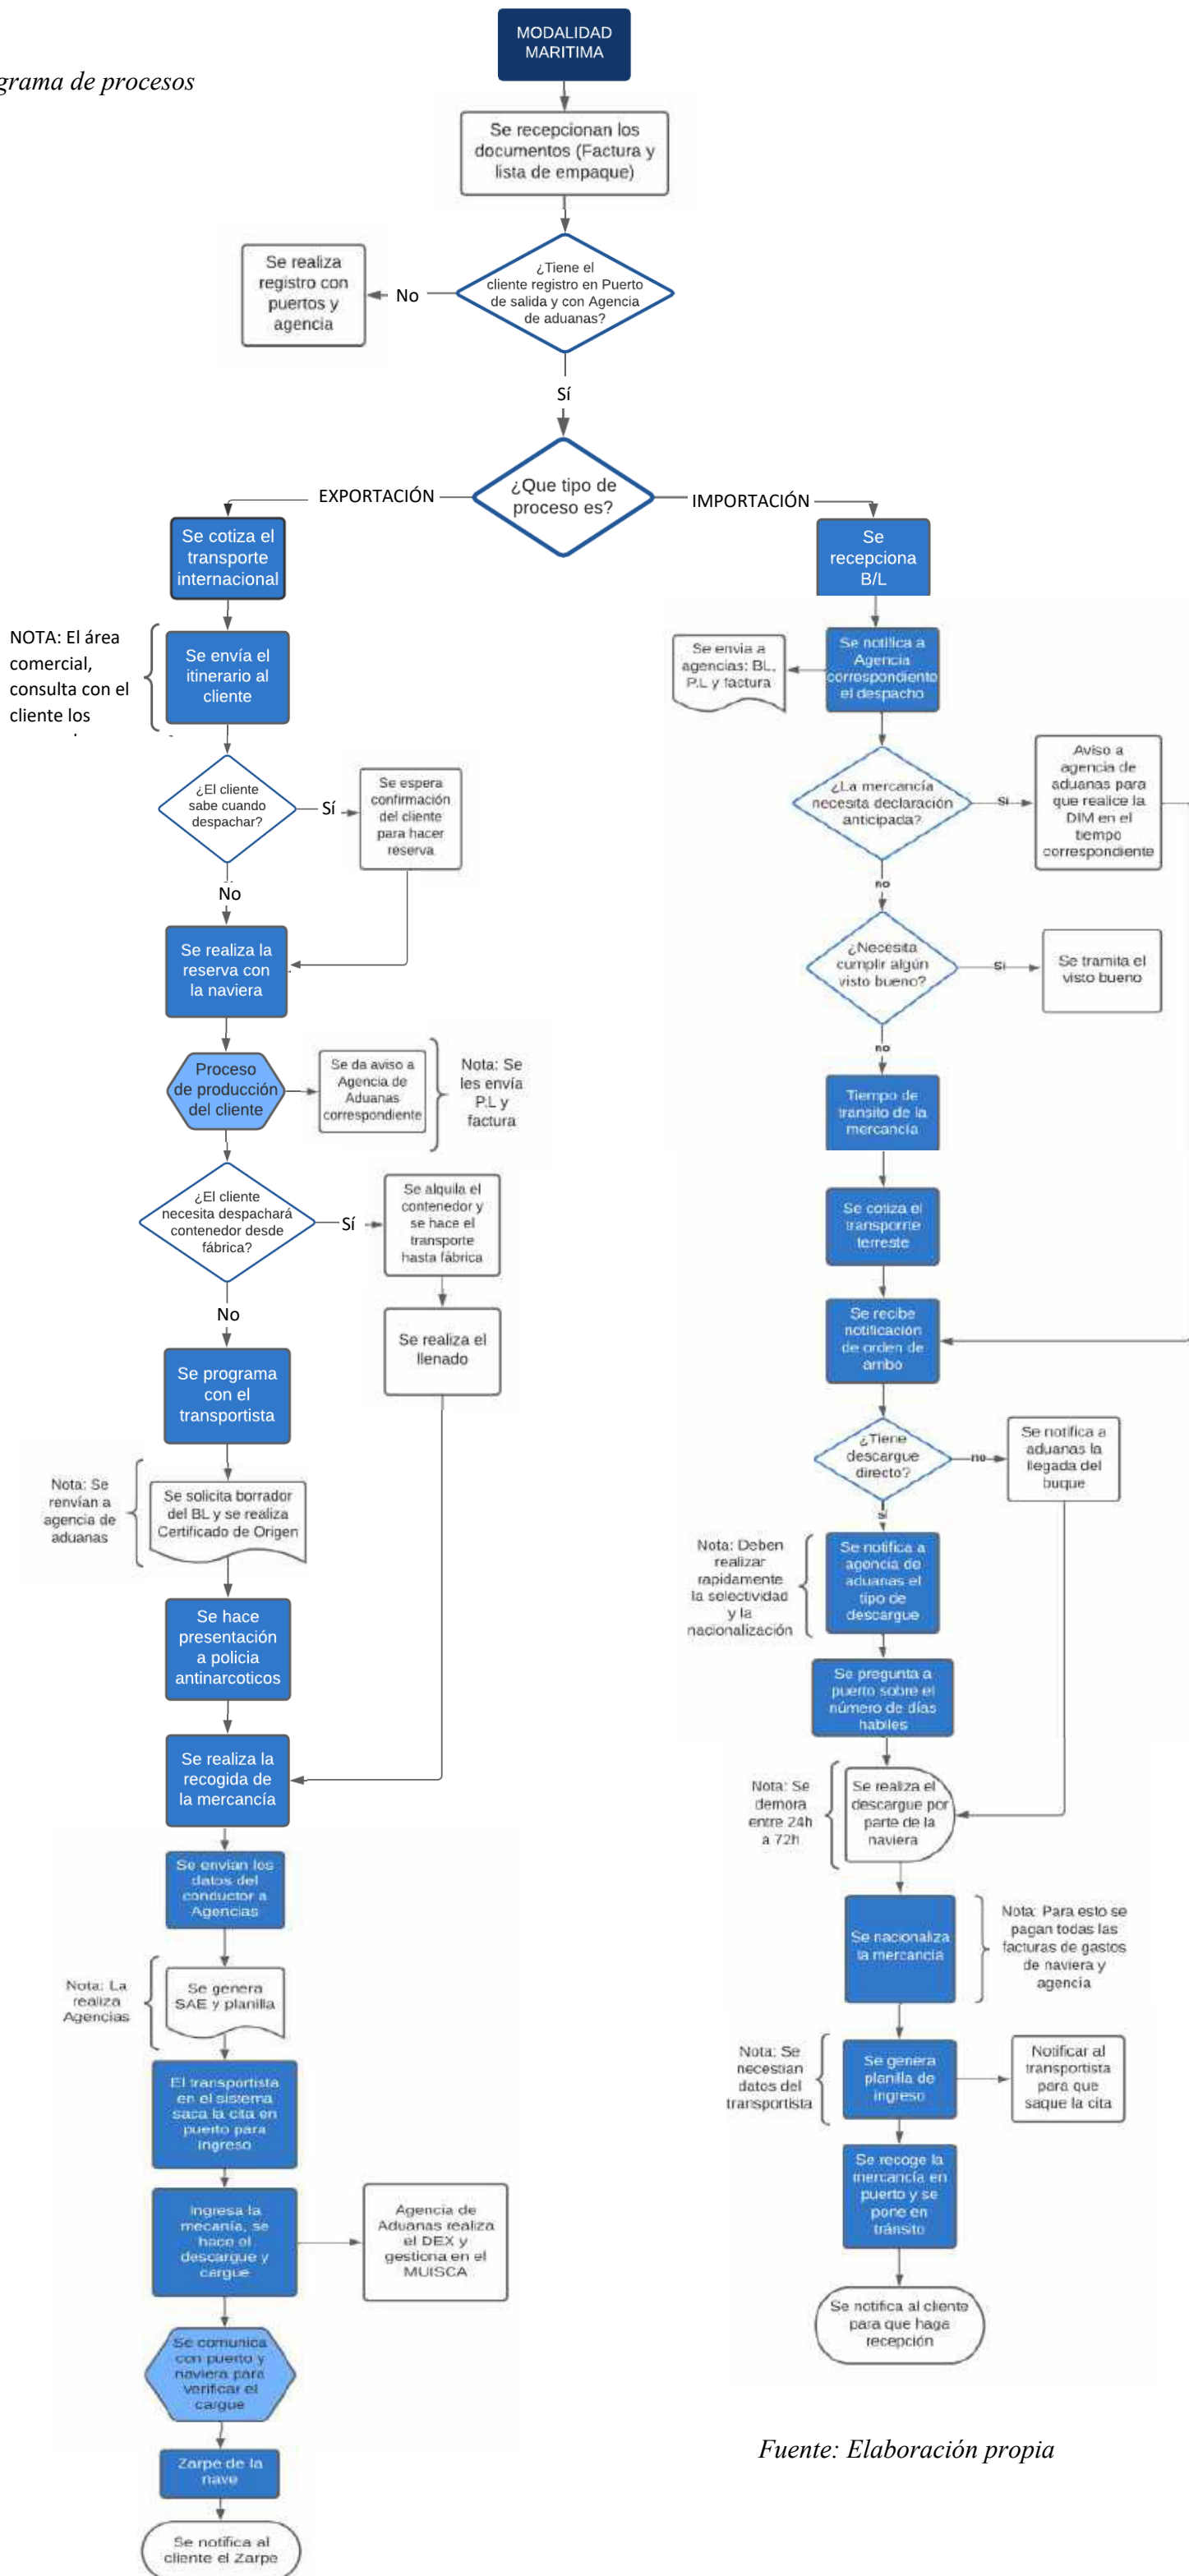 grama de procesos
MODALIDAD
MARITIMA
Se recepcionan los
documentos (Factura y
lista de empaque)
¿Tiene el
cliente registro en Puerto
de salida y con Agencia
de aduanas?
No
Se realiza
registro con
puertos y
agencia
Sí
¿Que tipo de
proceso es?
EXPORTACIÓN
Se cotiza el
transporte
internacional
NOTA: El área
comercial,
consulta con el
cliente los
Se envía el
itinerario al
cliente
¿El cliente
sabe cuando
despachar?
Sí
Se espera
confirmación
del cliente
para hacer
reserva
No
Se realiza la
reserva con
la naviera
Proceso
de producción
del cliente
Se da aviso a
Agencia de
Aduanas
correspondiente
Nota: Se
les envía
P.L y
factura
¿El cliente
necesita despachará
contenedor desde
fábrica?
Sí
Se alquila el
contenedor y
se hace el
transporte
hasta fábrica
Se realiza el
llenado
No
Se programa
con el
transportista
Nota: Se
renvían a
agencia de
aduanas
Se solicita borrador
del BL y se realiza
Certificado de Origen
Se hace
presentación
a policia
antinarcoticos
Se realiza la
recogida de
la mercancía
Se envían los
datos del
conductor a
Agencias
Nota: La
realiza
Agencias
Se genera
SAE y planilla
El transportista
en el sistema
saca la cita en
puerto para
ingreso
Ingresa la
mecanía, se
hace el
descargue y
cargue
Agencia de
Aduanas realiza
el DEX y
gestiona en el
MUISCA
Se comunica
con puerto y
naviera para
verificar el
cargue
Zarpe de la
nave
Se notifica al
cliente el Zarpe
IMPORTACIÓN
Se
recepciona
B/L
Se notifica a
Agencia
correspondiente
el despacho
Se envia a
agencias: BL,
P.L y factura
¿La mercancía
necesita declaración
anticipada?
Si
Aviso a
agencia de
aduanas para
que realice la
DIM en el
tiempo
correspondiente
no
¿Necesita
cumplir algún
visto bueno?
Si
Se tramita el
visto bueno
no
Tiempo de
tránsito de la
mercancía
Se cotiza el
transporrte
terreste
Se recibe
notificación
de orden de
arribo
¿Tiene
descargue
directo?
no
Se notifica a
aduanas la
llegada del
buque
sí
Nota: Deben
realizar
rapidamente
la selectividad
y la
nacionalización
Se notifica a
agencia de
aduanas el
tipo de
descargue
Se pregunta a
puerto sobre el
número de días
habiles
Nota: Se
demora
entre 24h
a 72h
Se realiza el
descargue por
parte de la
naviera
Se nacionaliza
la mercancia
Nota: Para esto se
pagan todas las
facturas de gastos
de naviera y
agencía
Nota: Se
necestian
datos del
transportista
Se genera
planilla de
ingreso
Notificar al
transportista
para que
saque la cita
Se recoge la
mercancía en
puerto y se
pone en
tránsito
Se notifica al cliente
para que haga
recepción
Fuente: Elaboración propia